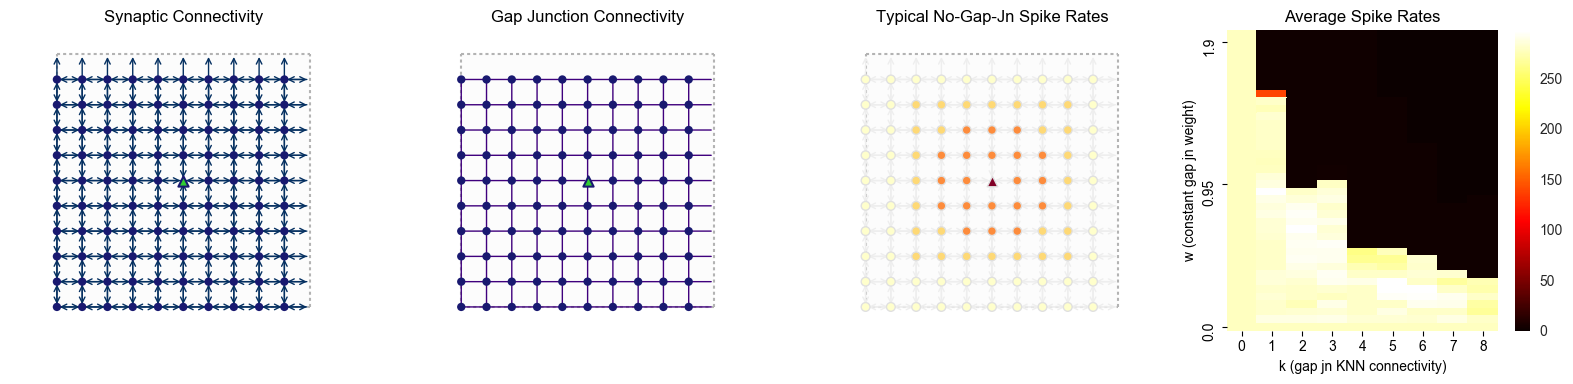 Synaptic Connectivity
Gap Junction Connectivity
Typical No-Gap-Jn Spike Rates
Average Spike Rates
w (constant gap jn weight)
1.9
0.95
0.0
0 1 2 3 4 5 6 7 8
k (gap jn KNN connectivity)
250
200
150
100
50
0